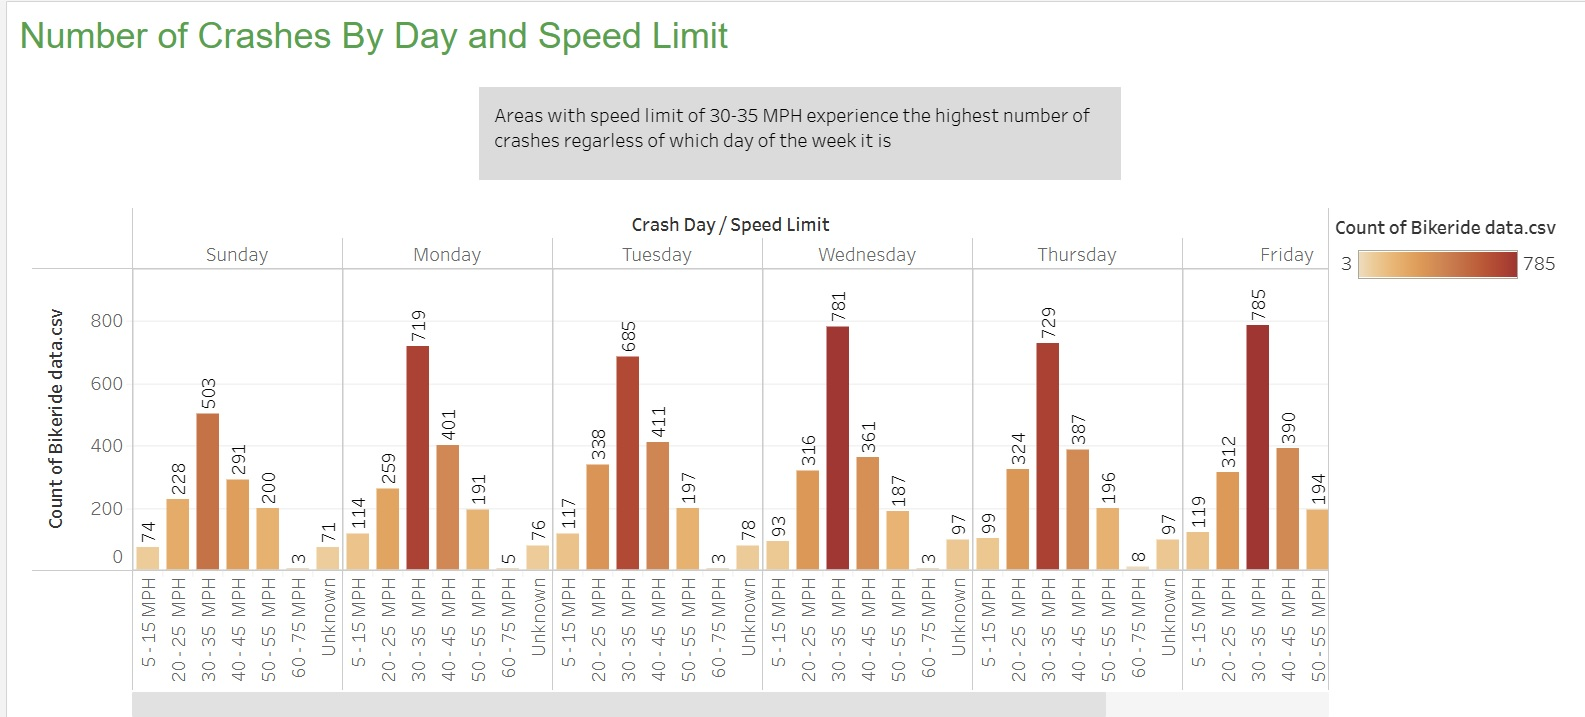 Number of Crashes By Day and Speed Limit
Areas with speed limit of 30-35 MPH experience the highest number of
crashes regarless of which day of the week it is
Crash Day / Speed Limit
Sunday
Monday
Tuesday
Wednesday
Thursday
Friday
Count of Bikeride data.csv
3
785
Count of Bikeride data.csv
800
600
400
200
0
74
228
503
291
200
3
71
114
259
719
401
191
5
76
117
338
685
411
197
3
78
93
316
781
361
187
3
97
99
324
729
387
196
8
97
119
312
785
390
194
5 - 15 MPH
20 - 25 MPH
30 - 35 MPH
40 - 45 MPH
50 - 55 MPH
60 - 75 MPH
Unknown
5 - 15 MPH
20 - 25 MPH
30 - 35 MPH
40 - 45 MPH
50 - 55 MPH
60 - 75 MPH
Unknown
5 - 15 MPH
20 - 25 MPH
30 - 35 MPH
40 - 45 MPH
50 - 55 MPH
60 - 75 MPH
Unknown
5 - 15 MPH
20 - 25 MPH
30 - 35 MPH
40 - 45 MPH
50 - 55 MPH
60 - 75 MPH
Unknown
5 - 15 MPH
20 - 25 MPH
30 - 35 MPH
40 - 45 MPH
50 - 55 MPH
60 - 75 MPH
Unknown
5 - 15 MPH
20 - 25 MPH
30 - 35 MPH
40 - 45 MPH
50 - 55 MPH